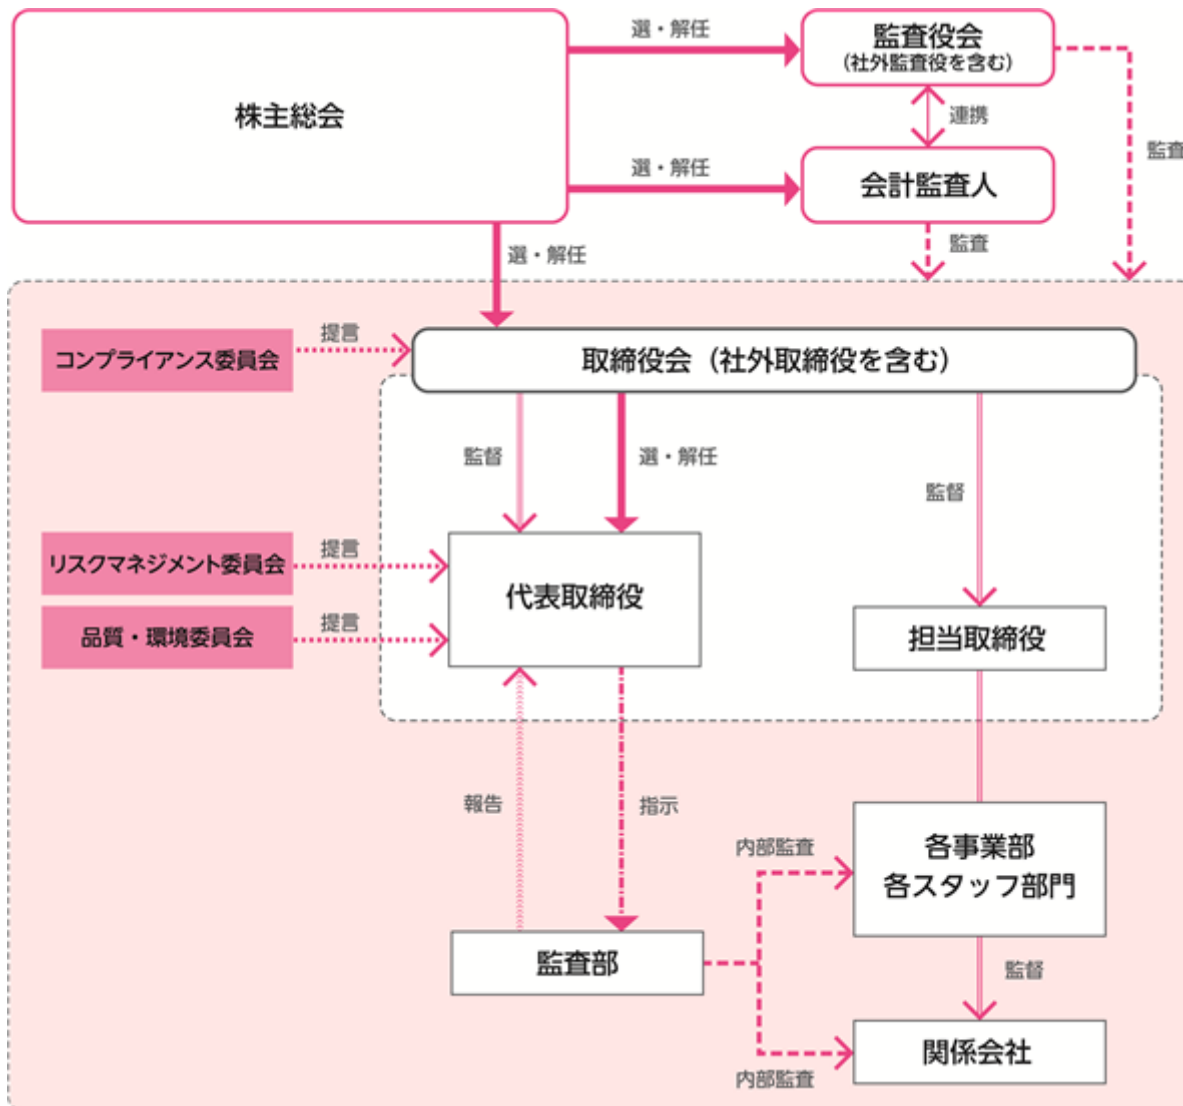 選・解任
監査役会
(社外監査役を含む)
株主総会
連携
監査
選・解任
会計監査人
選・解任
監査
コンプライアンス委員会
提言
取締役会（社外取締役を含む）
監督
選・解任
監督
リスクマネジメント委員会
提言
代表取締役
品質・環境委員会
提言
担当取締役
報告
指示
内部監査
各事業部
各スタッフ部門
監査部
監督
内部監査
関係会社